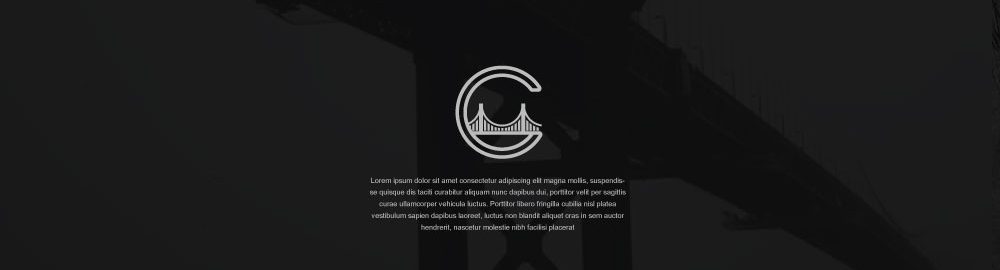 Lorem ipsum dolor sit amet consectetur adipiscing elit magna mollis, suspendis-
se quisque dis taciti curabitur aliquam nunc dapibus dui, porttitor velit per sagittis
curae ullamcorper vehicula luctus. Porttitor libero fringilla cubilia nisl platea
vestibulum sapien dapibus laoreet, luctus non blandit aliquet cras in sem auctor
hendrerit, nascetur molestie nibh facilisi placerat